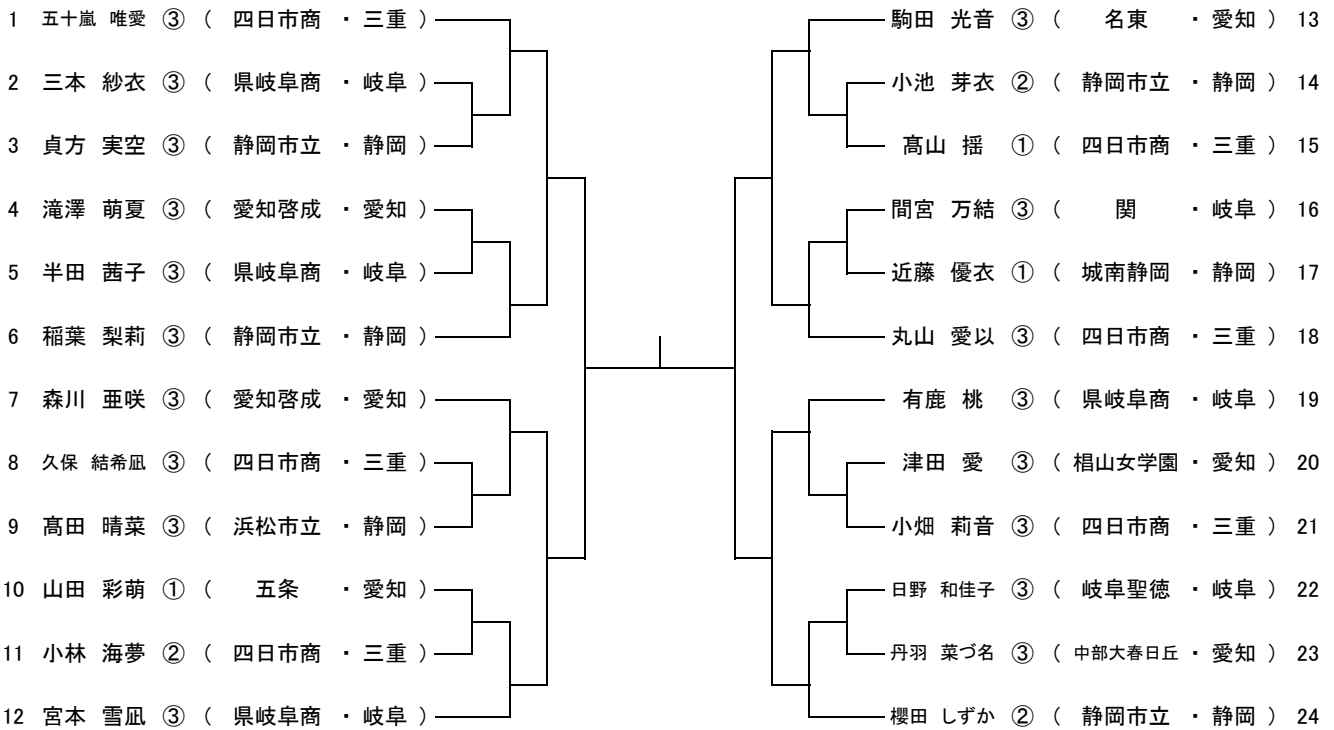 1 五十嵐 唯愛 ③ ( 四日市商 ・ 三重 )
2 三本 紗衣 ③ ( 県岐阜商 ・ 岐阜 )
3 貞方 実空 ③ ( 静岡市立 ・ 静岡 )
4 滝澤 萌夏 ③ ( 愛知啓成 ・ 愛知 )
5 半田 茜子 ③ ( 県岐阜商 ・ 岐阜 )
6 稲葉 梨莉 ③ ( 静岡市立 ・ 静岡 )
7 森川 亜咲 ③ ( 愛知啓成 ・ 愛知 )
8 久保 結希凪 ③ ( 四日市商 ・ 三重 )
9 髙田 晴菜 ③ ( 浜松市立 ・ 静岡 )
10 山田 彩萌 ① ( 五条 ・ 愛知 )
11 小林 海夢 ② ( 四日市商 ・ 三重 )
12 宮本 雪凪 ③ ( 県岐阜商 ・ 岐阜 )
駒田 光音 ③ ( 名東 ・ 愛知 ) 13
小池 芽衣 ② ( 静岡市立 ・ 静岡 ) 14
髙山 揺 ① ( 四日市商 ・ 三重 ) 15
間宮 万結 ③ ( 関 ・ 岐阜 ) 16
近藤 優衣 ① ( 城南静岡 ・ 静岡 ) 17
丸山 愛以 ③ ( 四日市商 ・ 三重 ) 18
有鹿 桃 ③ ( 県岐阜商 ・ 岐阜 ) 19
津田 愛 ③ ( 椙山女学園 ・ 愛知 ) 20
小畑 莉音 ③ ( 四日市商 ・ 三重 ) 21
日野 和佳子 ③ ( 岐阜聖徳 ・ 岐阜 ) 22
丹羽 菜づ名 ③ ( 中部大春日丘 ・ 愛知 ) 23
櫻田 しずか ② ( 静岡市立 ・ 静岡 ) 24